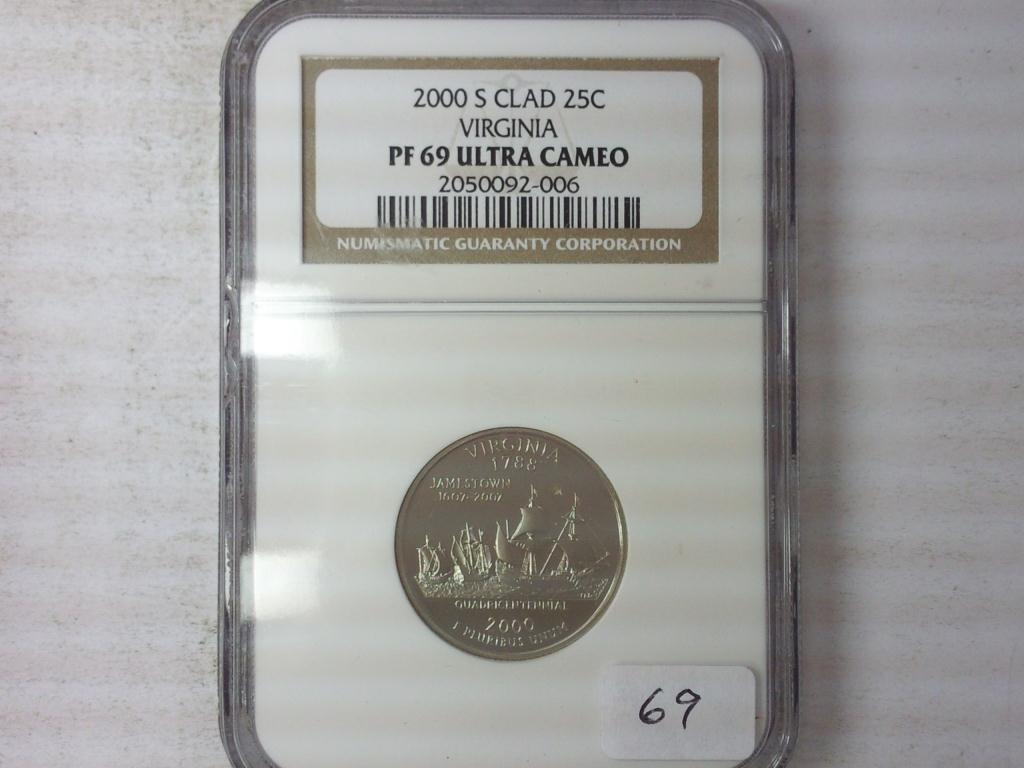 2000 S CLAD 25C
VIRGINIA
PF 69 ULTRA CAMEO
2050092-006
NUMISMATIC GUARANTY CORPORATION
VIRGINIA
1788
JAMESTOWN
1607-2007
QUADRICENTENNIAL
2000
E PLURIBUS UNUM
69